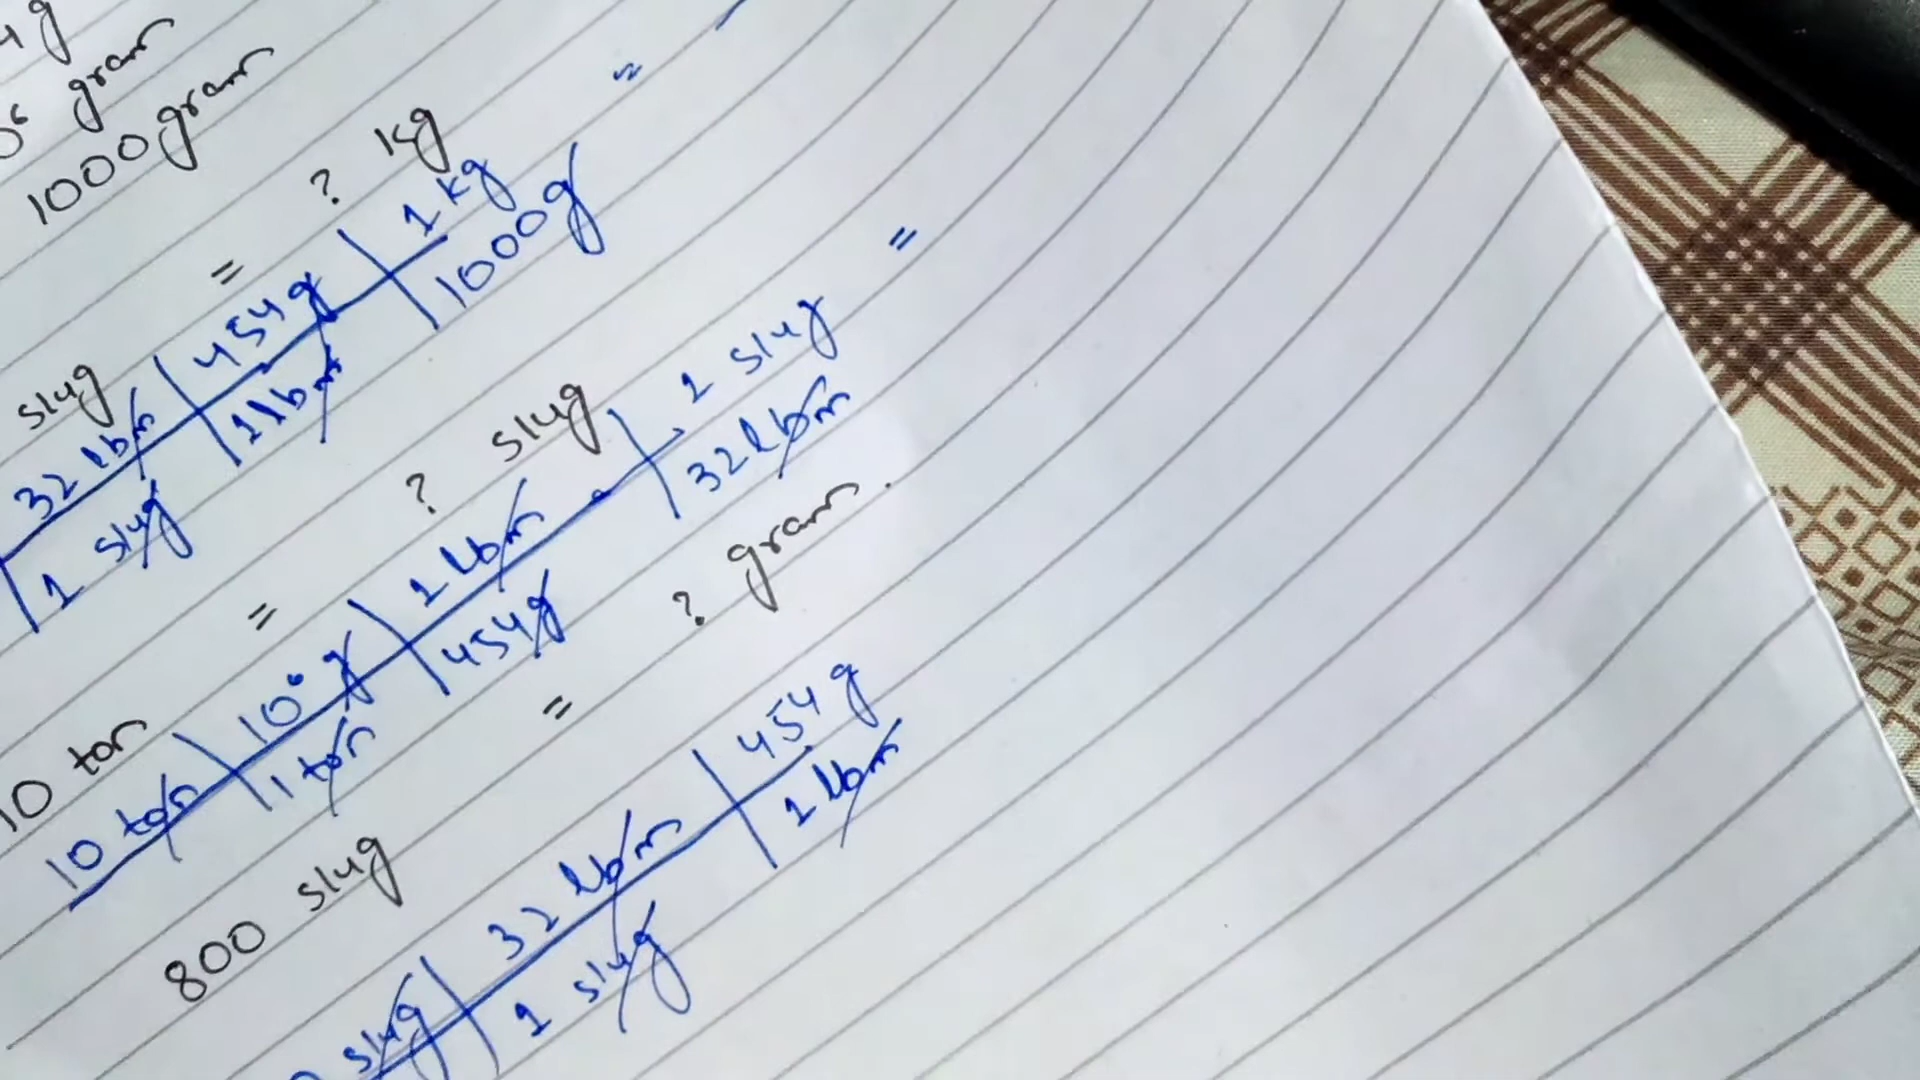 gram
1000 gram
slug = ? kg
32 lbm | 454 g | 1 kg =
1 slug | 1 lbm | 1000 g
10 ton = ? slug
10 ton | 10⁶ g | 1 lbm | 1 slug =
1 ton | 454 g | 32 lbm
800 slug = ? gram.
slug | 32 lbm | 454 g
1 slug | 1 lbm